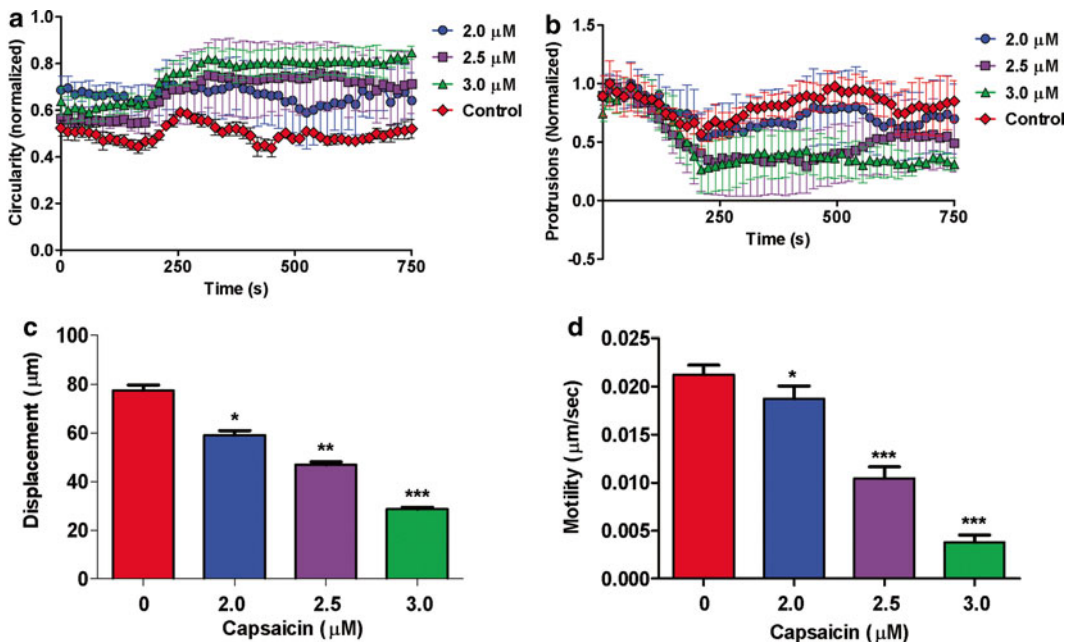 a
Circularity (normalized)
1.0
0.8
0.6
0.4
0.2
0.0
0
250
500
750
Time (s)
2.0 μM
2.5 μM
3.0 μM
Control
b
Protrusions (Normalized)
1.5
1.0
0.5
0.0
-0.5
250
500
750
Time (s)
2.0 μM
2.5 μM
3.0 μM
Control
c
Displacement (μm)
100
80
60
40
20
0
*
**
***
0
2.0
2.5
3.0
Capsaicin (μM)
d
Motility (μm/sec)
0.025
0.020
0.015
0.010
0.005
0.000
*
***
***
0
2.0
2.5
3.0
Capsaicin (μM)